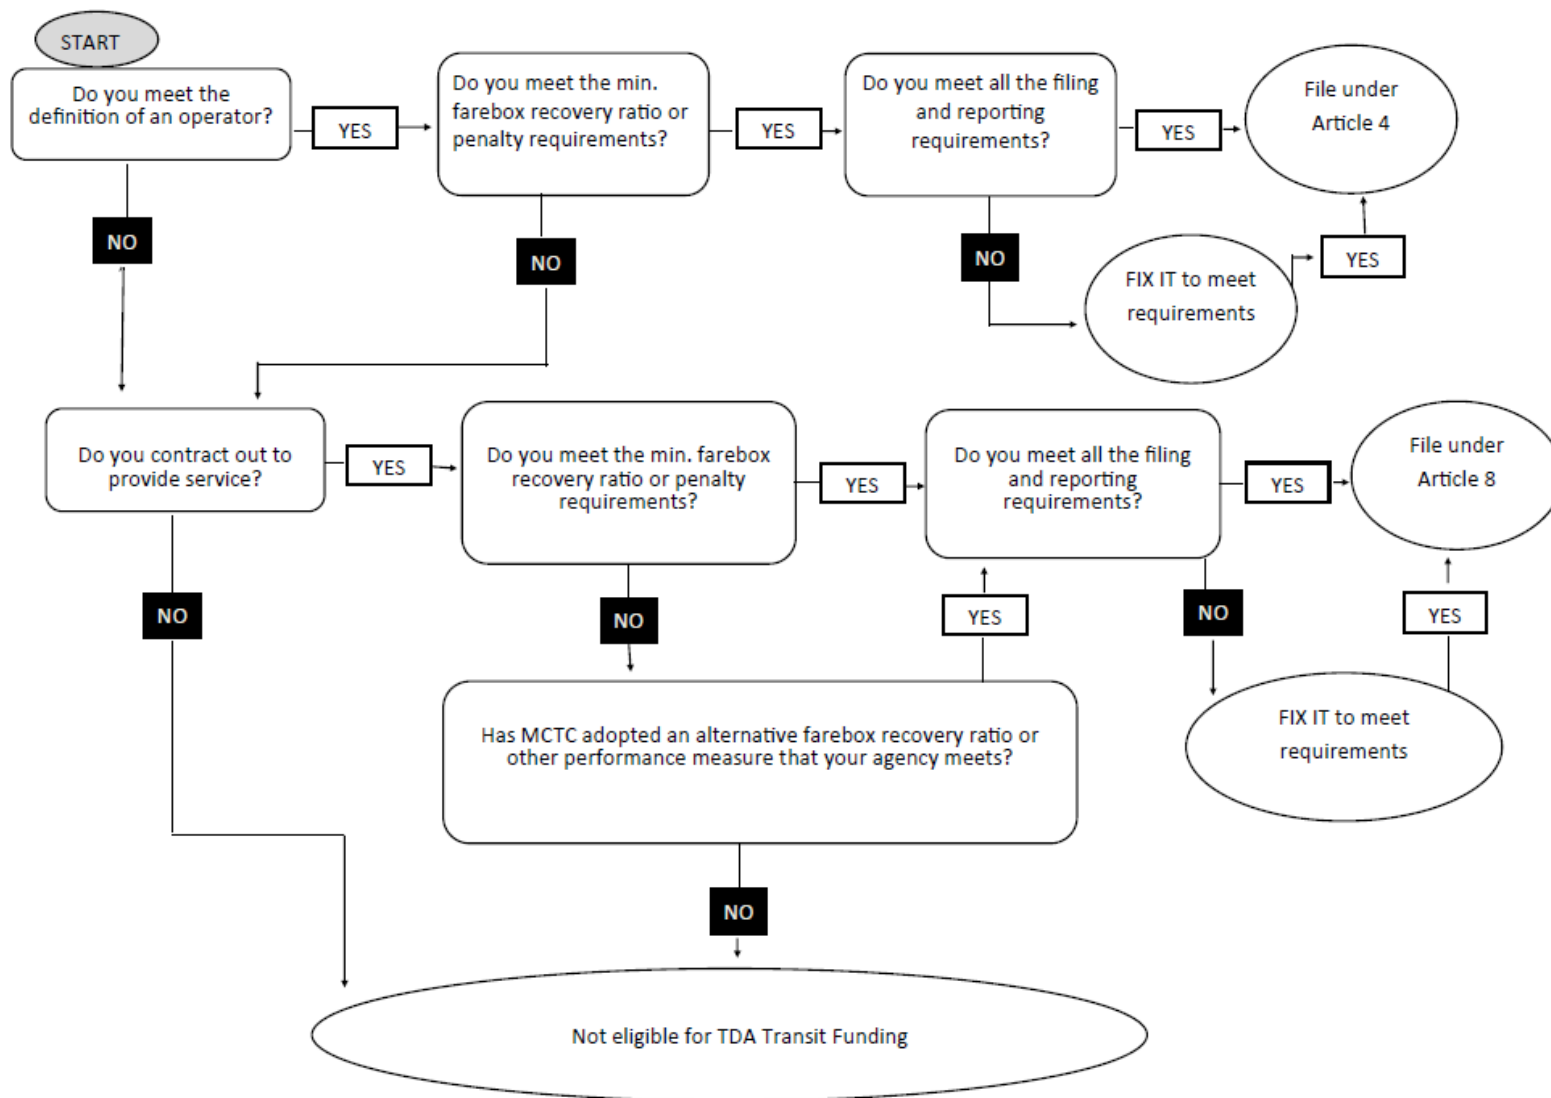 START
Do you meet the
definition of an operator?
YES
Do you meet the min.
farebox recovery ratio or
penalty requirements?
YES
Do you meet all the filing
and reporting
requirements?
YES
File under
Article 4
NO
NO
NO
FIX IT to meet
requirements
YES
Do you contract out to
provide service?
YES
Do you meet the min. farebox
recovery ratio or penalty
requirements?
YES
Do you meet all the filing
and reporting
requirements?
YES
File under
Article 8
NO
NO
YES
NO
YES
Has MCTC adopted an alternative farebox recovery ratio or
other performance measure that your agency meets?
FIX IT to meet
requirements
NO
Not eligible for TDA Transit Funding